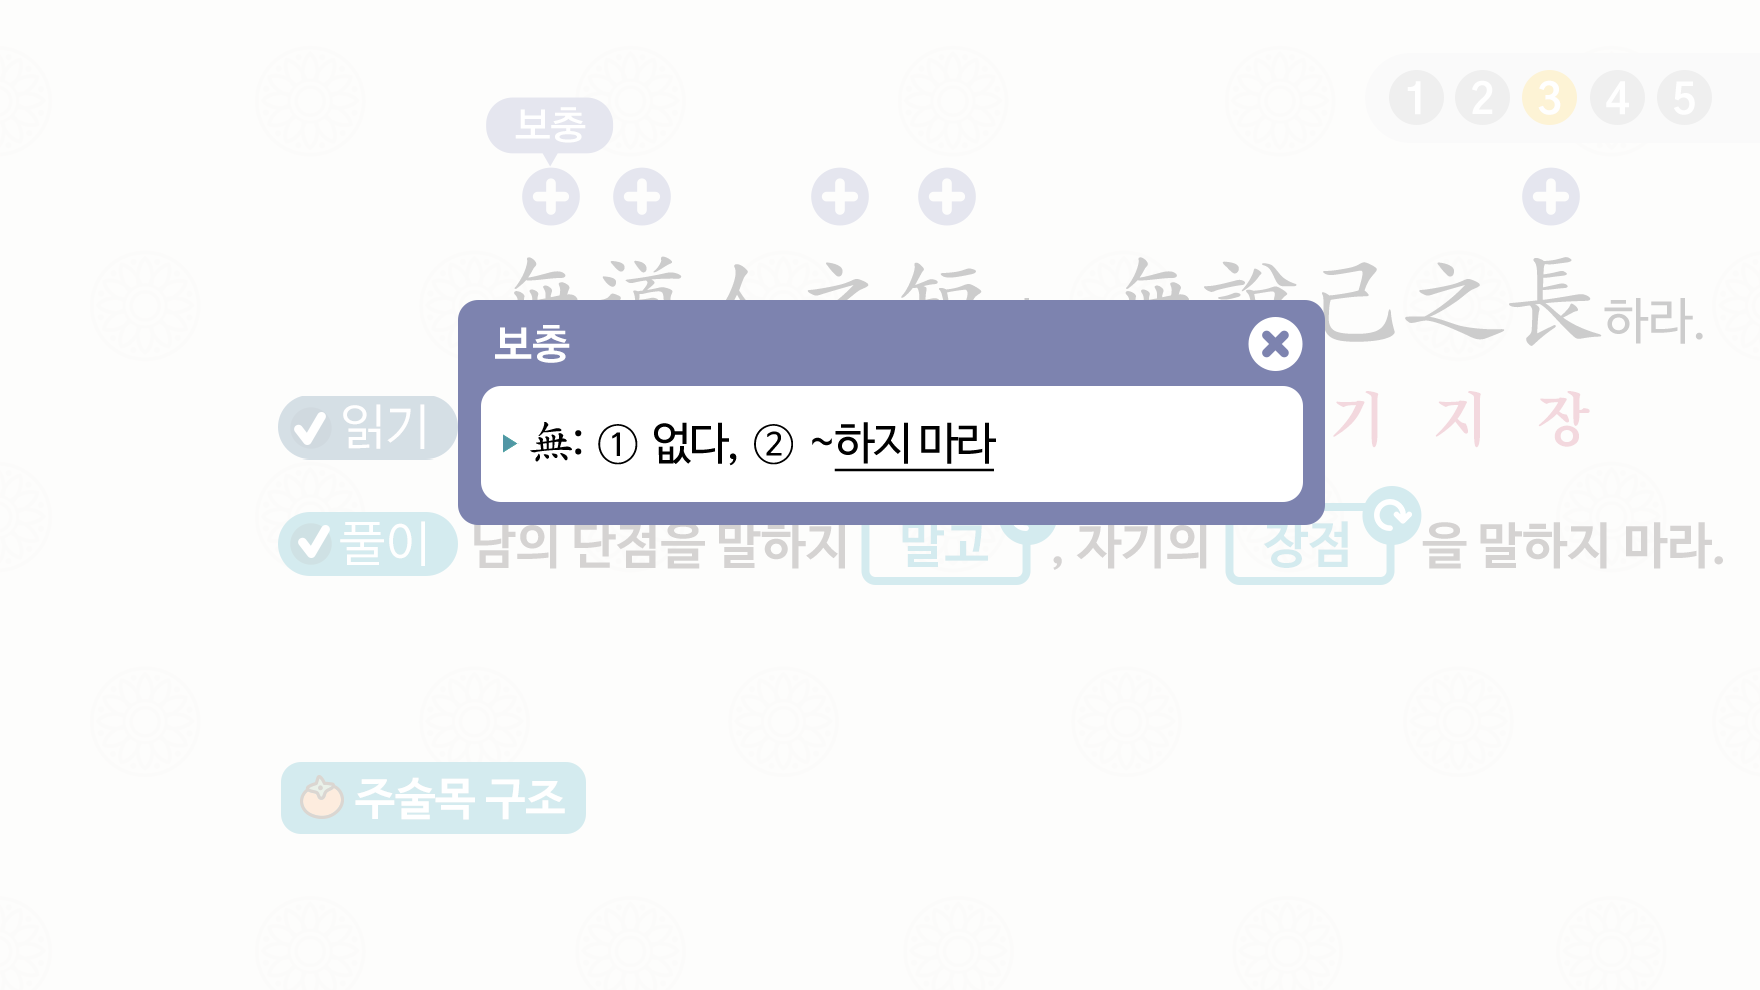 1 2 3 4 5
보충
無道人之短, 無說己之長하라.
보충
無: ① 없다, ② ~하지 마라
읽기
기 지 장
풀이 남의 단점을 말하지 말고, 자기의 장점을 말하지 마라.
주술목 구조